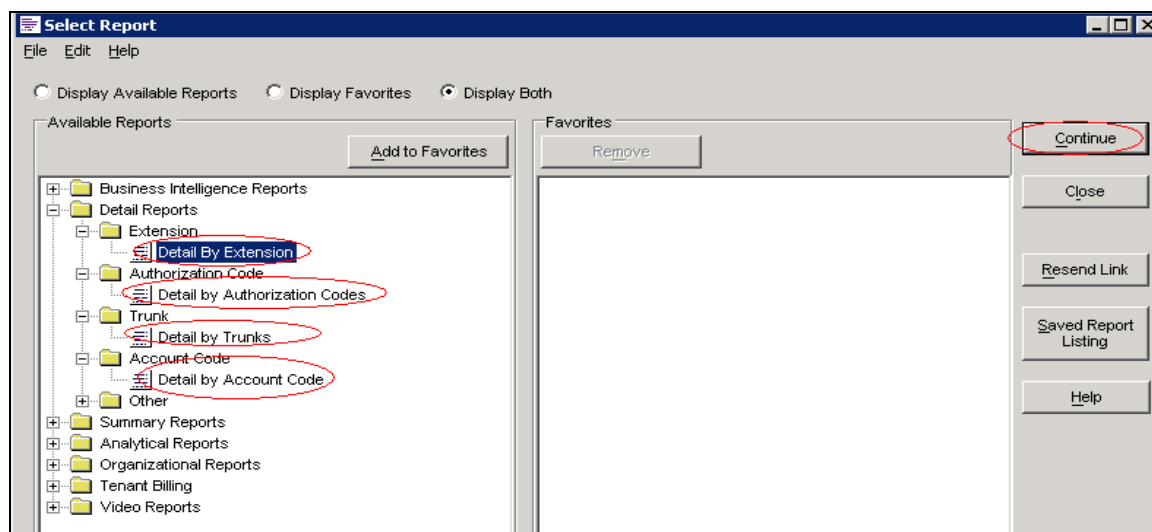 Select Report
File Edit Help
Display Available Reports Display Favorites Display Both
Available Reports
Add to Favorites
Business Intelligence Reports
Detail Reports
Extension
Detail By Extension
Authorization Code
Detail by Authorization Codes
Trunk
Detail by Trunks
Account Code
Detail by Account Code
Other
Summary Reports
Analytical Reports
Organizational Reports
Tenant Billing
Video Reports
Favorites
Remove
Continue
Close
Resend Link
Saved Report
Listing
Help